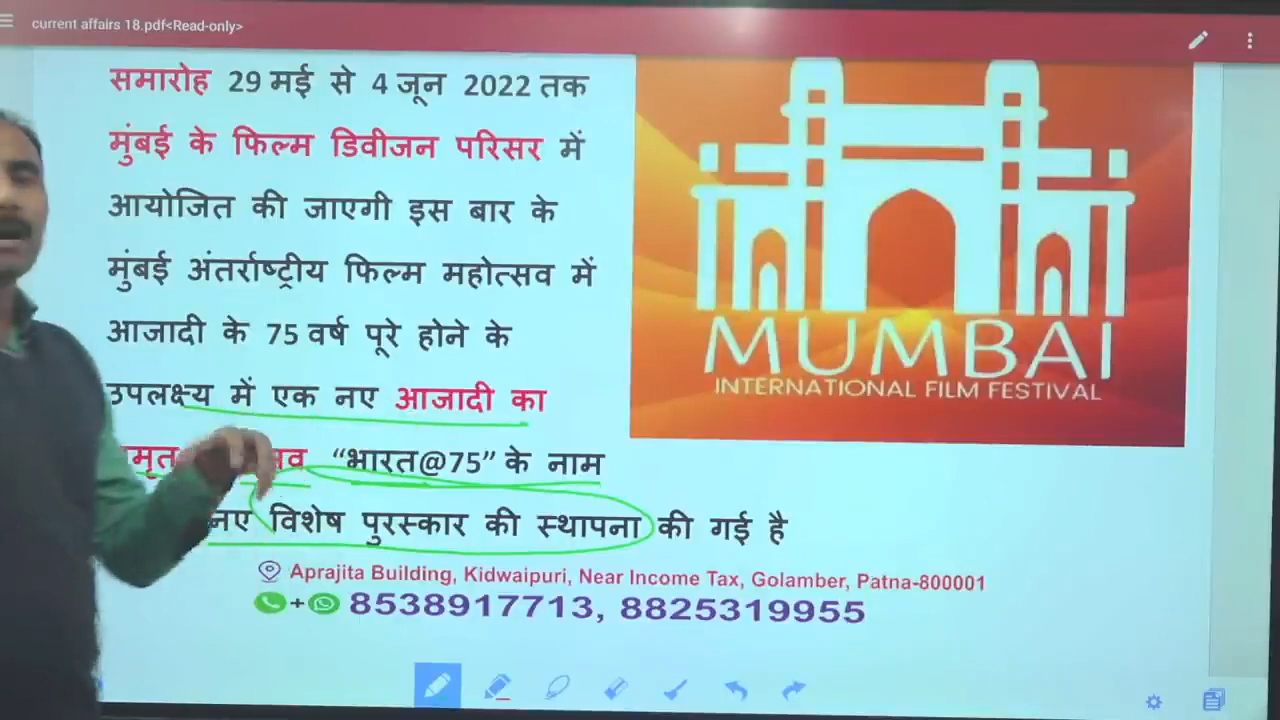 current affairs 18.pdf<Read-only>
समारोह 29 मई से 4 जून 2022 तक
मुंबई के फिल्म डिवीजन परिसर में
आयोजित की जाएगी इस बार के
मुंबई अंतर्राष्ट्रीय फिल्म महोत्सव में
आजादी के 75 वर्ष पूरे होने के
उपलक्ष्य में एक नए आजादी का
“भारत@75” के नाम
नए विशेष पुरस्कार की स्थापना की गई है
MUMBAI
INTERNATIONAL FILM FESTIVAL
Aprajita Building, Kidwaipuri, Near Income Tax, Golamber, Patna-800001
+ 8538917713, 8825319955